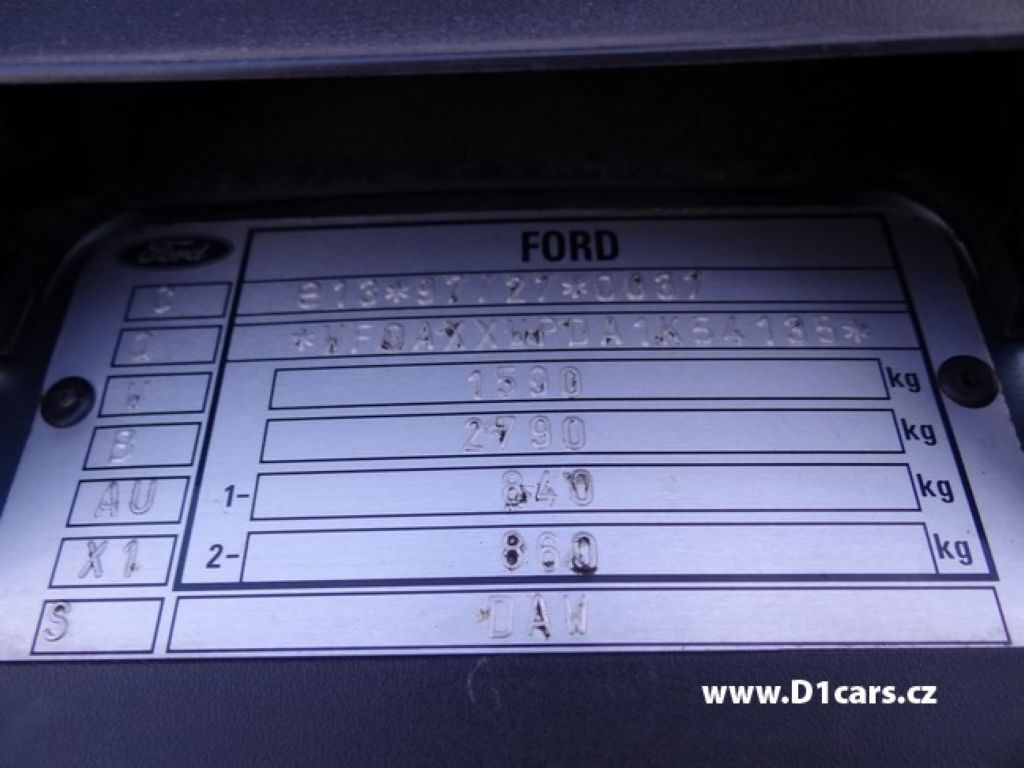 Ford
FORD
e13*97/27*0037
*WF0AXXWPDA1K54135*
W 1590 kg
B 2790 kg
AU 1- 840 kg
X1 2- 860 kg
S *DAW
www.D1cars.cz